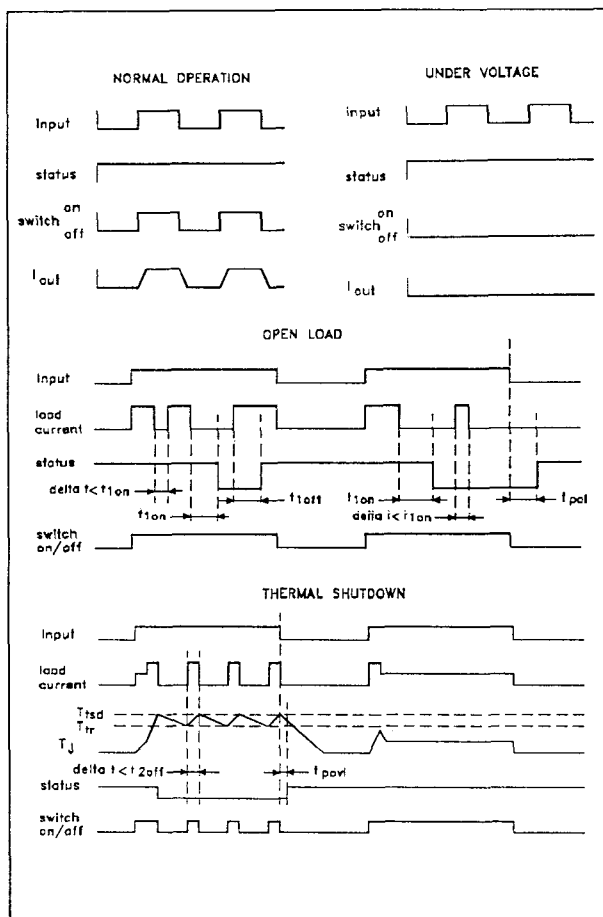 NORMAL OPERATION
Input
status
switch on off
Iout
UNDER VOLTAGE
input
status
switch on off
Iout
OPEN LOAD
Input
load current
status
delta t<t1on
t1on
t1off
t1on
delta t<t1on
tpol
switch on/off
THERMAL SHUTDOWN
Input
load current
Ttsd
Ttr
TJ
delta t<t2off
tpovl
status
switch on/off